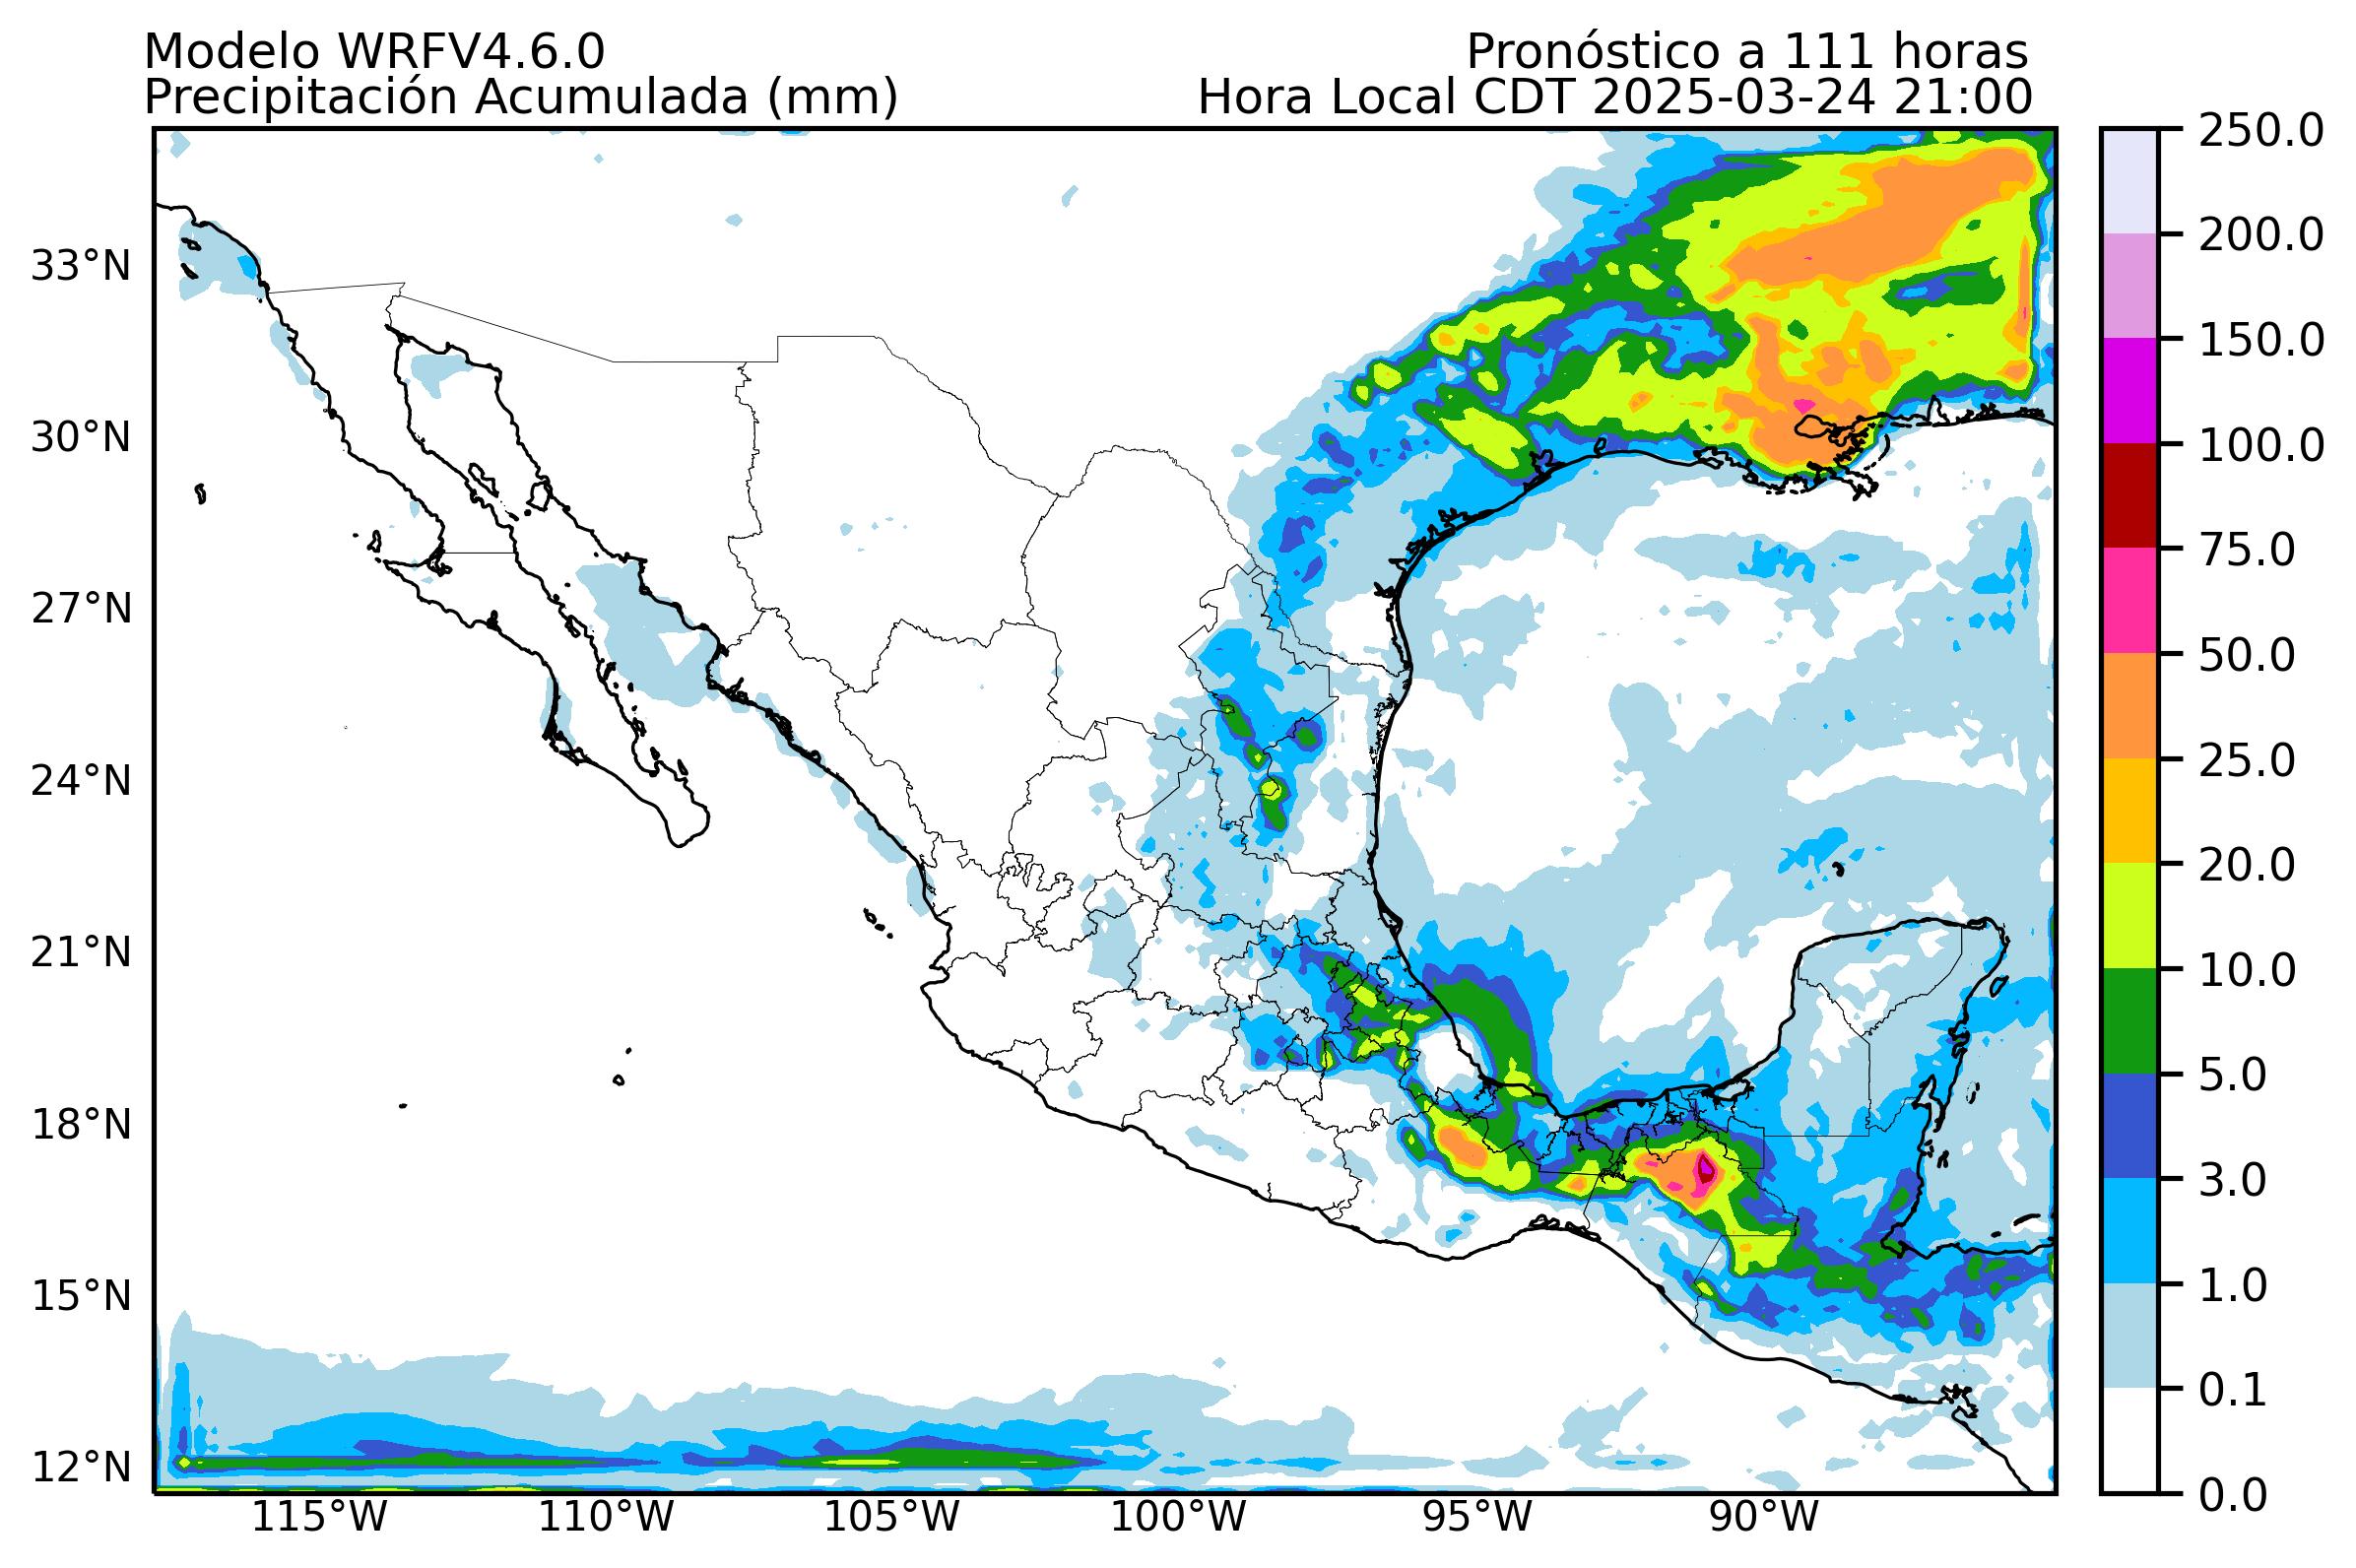 Modelo WRFV4.6.0
Pronóstico a 111 horas
Precipitación Acumulada (mm)
Hora Local CDT 2025-03-24 21:00
250.0
200.0
150.0
100.0
75.0
50.0
25.0
20.0
10.0
5.0
3.0
1.0
0.1
0.0
33°N
30°N
27°N
24°N
21°N
18°N
15°N
12°N
115°W
110°W
105°W
100°W
95°W
90°W